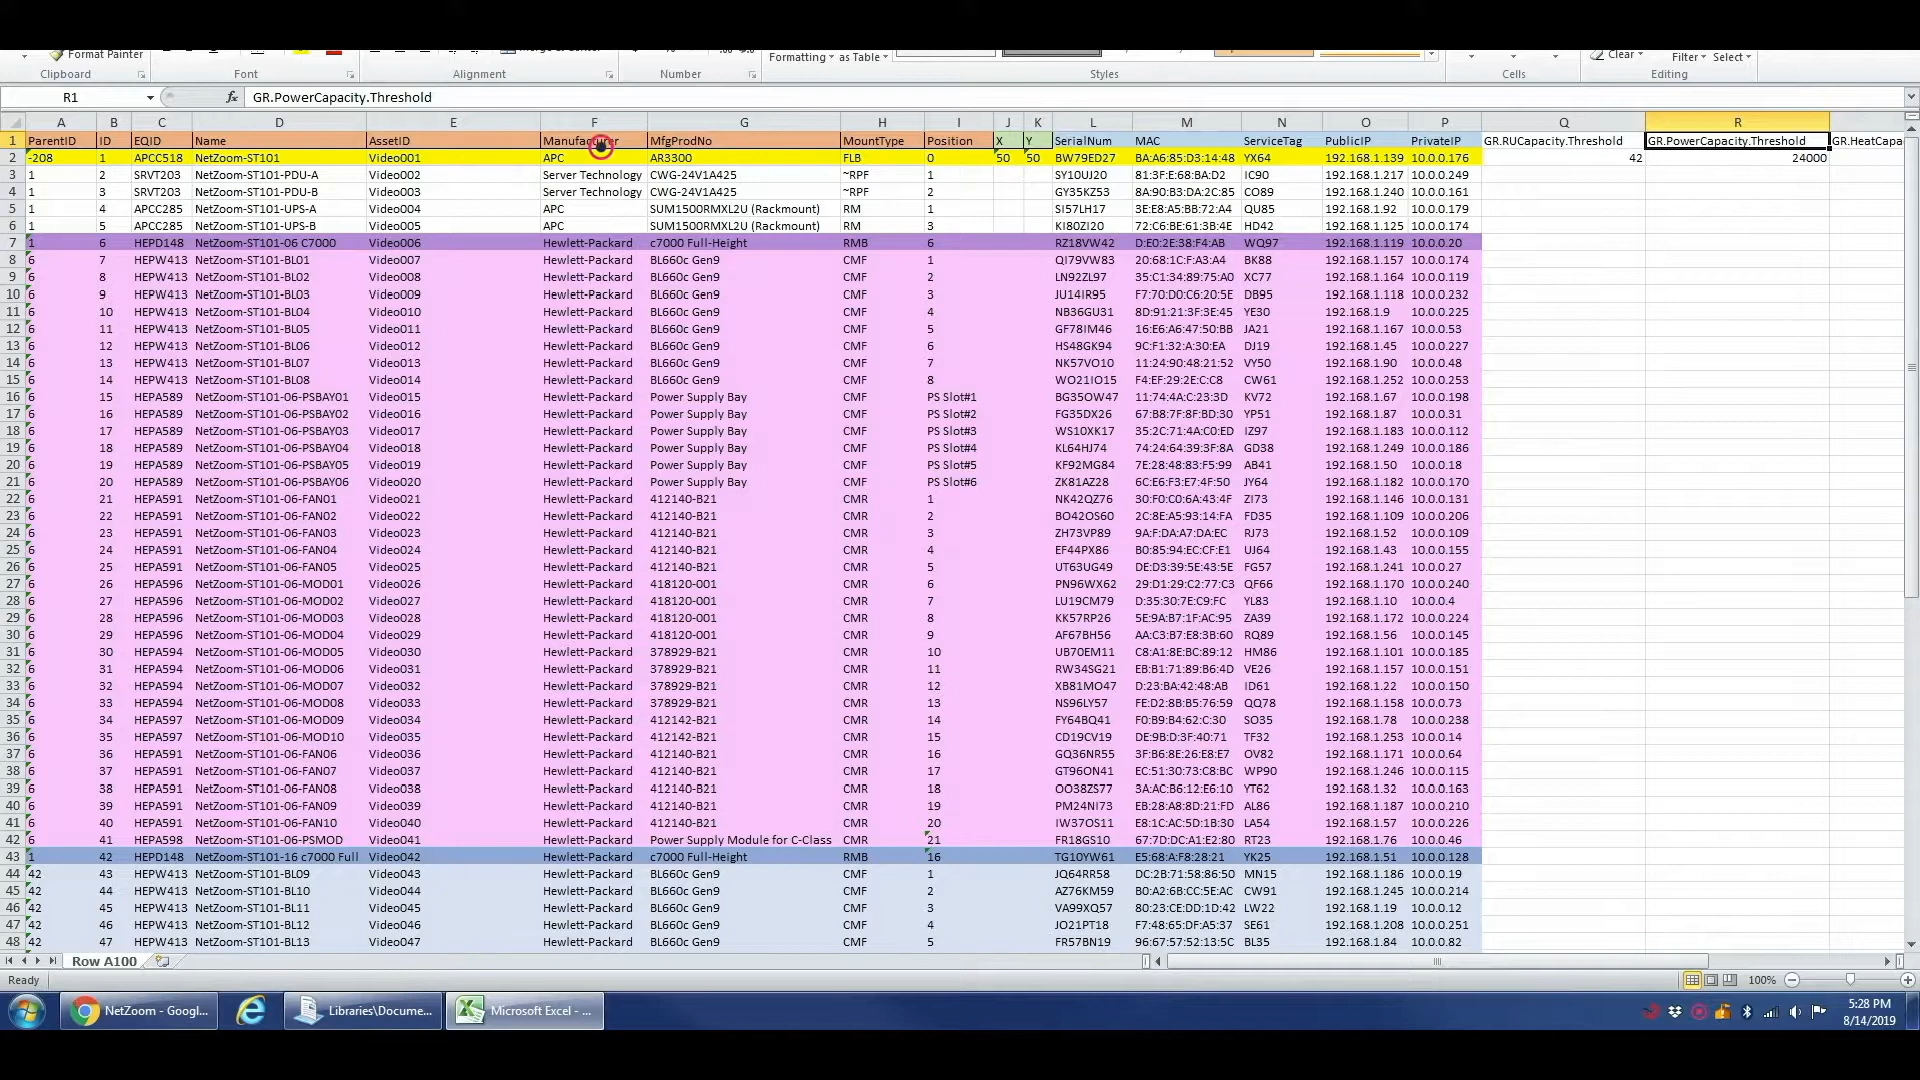 Format Painter
Formatting as Table
Clear
Filter Select
Clipboard Font Alignment Number Styles Cells Editing
R1 fx GR.PowerCapacity.Threshold
A B C D E F G H I J K L M N O P Q R
1 ParentID ID EQID Name AssetID Manufacturer MfgProdNo MountType Position X Y SerialNum MAC ServiceTag PublicIP PrivateIP GR.RUCapacity.Threshold GR.PowerCapacity.Threshold GR.HeatCapa
2 -208 1 APCC518 NetZoom-ST101 Video001 APC AR3300 FLB 0 50 50 BW79ED27 BA:A6:85:D3:14:48 YX64 192.168.1.139 10.0.0.176 42 24000
3 1 2 SRVT203 NetZoom-ST101-PDU-A Video002 Server Technology CWG-24V1A425 ~RPF 1 SY10UJ20 81:3F:E:68:BA:D2 IC90 192.168.1.217 10.0.0.249
4 1 3 SRVT203 NetZoom-ST101-PDU-B Video003 Server Technology CWG-24V1A425 ~RPF 2 GY35KZ53 8A:90:B3:DA:2C:85 CO89 192.168.1.240 10.0.0.161
5 1 4 APCC285 NetZoom-ST101-UPS-A Video004 APC SUM1500RMXL2U (Rackmount) RM 1 SI57LH17 3E:E8:A5:BB:72:A4 QU85 192.168.1.92 10.0.0.179
6 1 5 APCC285 NetZoom-ST101-UPS-B Video005 APC SUM1500RMXL2U (Rackmount) RM 3 KI80ZI20 72:C6:BE:61:3B:4E HD42 192.168.1.125 10.0.0.174
7 1 6 HEPD148 NetZoom-ST101-06 C7000 Video006 Hewlett-Packard c7000 Full-Height RMB 6 RZ18VW42 D:E0:2E:38:F4:AB WQ97 192.168.1.119 10.0.0.20
8 6 7 HEPW413 NetZoom-ST101-BL01 Video007 Hewlett-Packard BL660c Gen9 CMF 1 QI79VW83 20:68:1C:FA:A3:A4 BK88 192.168.1.157 10.0.0.174
9 6 8 HEPW413 NetZoom-ST101-BL02 Video008 Hewlett-Packard BL660c Gen9 CMF 2 LN92ZL97 35:C1:34:89:75:A0 XC77 192.168.1.164 10.0.0.119
10 6 9 HEPW413 NetZoom-ST101-BL03 Video009 Hewlett-Packard BL660c Gen9 CMF 3 JU14IR95 F7:70:D0:C6:20:5E DB95 192.168.1.118 10.0.0.232
11 6 10 HEPW413 NetZoom-ST101-BL04 Video010 Hewlett-Packard BL660c Gen9 CMF 4 NB36GU31 8D:91:21:3F:3E:45 YE30 192.168.1.9 10.0.0.225
12 6 11 HEPW413 NetZoom-ST101-BL05 Video011 Hewlett-Packard BL660c Gen9 CMF 5 GF78IM46 16:E6:A6:47:50:BB JA21 192.168.1.167 10.0.0.53
13 6 12 HEPW413 NetZoom-ST101-BL06 Video012 Hewlett-Packard BL660c Gen9 CMF 6 HS48GK94 9C:F1:32:A:30:EA DJ19 192.168.1.45 10.0.0.227
14 6 13 HEPW413 NetZoom-ST101-BL07 Video013 Hewlett-Packard BL660c Gen9 CMF 7 NK57VO10 11:24:90:48:21:52 VY50 192.168.1.90 10.0.0.48
15 6 14 HEPW413 NetZoom-ST101-BL08 Video014 Hewlett-Packard BL660c Gen9 CMF 8 WO21IO15 F4:EF:29:2E:C:C8 CW61 192.168.1.252 10.0.0.253
16 6 15 HEPA589 NetZoom-ST101-06-PSBAY01 Video015 Hewlett-Packard Power Supply Bay CMF PS Slot#1 BG35OW47 11:74:4A:C:23:3D KV72 192.168.1.67 10.0.0.198
17 6 16 HEPA589 NetZoom-ST101-06-PSBAY02 Video016 Hewlett-Packard Power Supply Bay CMF PS Slot#2 FG35DX26 67:B8:7F:8F:BD:30 YP51 192.168.1.87 10.0.0.31
18 6 17 HEPA589 NetZoom-ST101-06-PSBAY03 Video017 Hewlett-Packard Power Supply Bay CMF PS Slot#3 WS10XK17 35:2C:71:4A:C0:ED IZ97 192.168.1.183 10.0.0.112
19 6 18 HEPA589 NetZoom-ST101-06-PSBAY04 Video018 Hewlett-Packard Power Supply Bay CMF PS Slot#4 KL64HJ74 74:24:64:39:3F:8A GD38 192.168.1.249 10.0.0.186
20 6 19 HEPA589 NetZoom-ST101-06-PSBAY05 Video019 Hewlett-Packard Power Supply Bay CMF PS Slot#5 KF92MG84 7E:28:48:83:F5:99 AB41 192.168.1.50 10.0.0.18
21 6 20 HEPA589 NetZoom-ST101-06-PSBAY06 Video020 Hewlett-Packard Power Supply Bay CMF PS Slot#6 ZK81AZ28 6C:E6:F3:E7:4F:50 JY64 192.168.1.182 10.0.0.170
22 6 21 HEPA591 NetZoom-ST101-06-FAN01 Video021 Hewlett-Packard 412140-B21 CMR 1 NK42QZ76 30:F0:C0:6A:43:4F ZI73 192.168.1.146 10.0.0.131
23 6 22 HEPA591 NetZoom-ST101-06-FAN02 Video022 Hewlett-Packard 412140-B21 CMR 2 BO42OS60 2C:8E:A5:93:14:FA FD35 192.168.1.109 10.0.0.206
24 6 23 HEPA591 NetZoom-ST101-06-FAN03 Video023 Hewlett-Packard 412140-B21 CMR 3 ZH73VP89 9A:F:DA:A7:DA:EC RJ73 192.168.1.52 10.0.0.109
25 6 24 HEPA591 NetZoom-ST101-06-FAN04 Video024 Hewlett-Packard 412140-B21 CMR 4 EF44PX86 B0:85:94:EC:CF:E1 UJ64 192.168.1.43 10.0.0.155
26 6 25 HEPA591 NetZoom-ST101-06-FAN05 Video025 Hewlett-Packard 412140-B21 CMR 5 UT63UG49 DE:D3:39:5E:43:5E FG57 192.168.1.241 10.0.0.27
27 6 26 HEPA596 NetZoom-ST101-06-MOD01 Video026 Hewlett-Packard 418120-001 CMR 6 PN96WX62 29:D1:29:C2:77:C3 QF66 192.168.1.170 10.0.0.240
28 6 27 HEPA596 NetZoom-ST101-06-MOD02 Video027 Hewlett-Packard 418120-001 CMR 7 LU19CM79 D:35:30:7E:C9:FC YL83 192.168.1.10 10.0.0.4
29 6 28 HEPA596 NetZoom-ST101-06-MOD03 Video028 Hewlett-Packard 418120-001 CMR 8 KK57RP26 5E:9A:B7:1F:AC:95 ZA39 192.168.1.172 10.0.0.224
30 6 29 HEPA596 NetZoom-ST101-06-MOD04 Video029 Hewlett-Packard 418120-001 CMR 9 AF67BH56 AA:C3:B7:E8:3B:60 RQ89 192.168.1.56 10.0.0.145
31 6 30 HEPA594 NetZoom-ST101-06-MOD05 Video030 Hewlett-Packard 378929-B21 CMR 10 UB70EM11 C8:A1:8E:BC:89:12 HM86 192.168.1.101 10.0.0.185
32 6 31 HEPA594 NetZoom-ST101-06-MOD06 Video031 Hewlett-Packard 378929-B21 CMR 11 RW34SG21 EB:B1:71:89:B6:4D VE26 192.168.1.157 10.0.0.151
33 6 32 HEPA594 NetZoom-ST101-06-MOD07 Video032 Hewlett-Packard 378929-B21 CMR 12 XB81MO47 D:23:BA:42:48:AB ID61 192.168.1.22 10.0.0.150
34 6 33 HEPA594 NetZoom-ST101-06-MOD08 Video033 Hewlett-Packard 378929-B21 CMR 13 NS96LY57 FE:D2:8B:B5:76:59 QQ78 192.168.1.158 10.0.0.73
35 6 34 HEPA597 NetZoom-ST101-06-MOD09 Video034 Hewlett-Packard 412142-B21 CMR 14 FY64BQ41 F0:B9:B4:62:C:30 SO35 192.168.1.78 10.0.0.238
36 6 35 HEPA597 NetZoom-ST101-06-MOD10 Video035 Hewlett-Packard 412142-B21 CMR 15 CD19CV19 DE:9B:D:3F:40:71 TF32 192.168.1.253 10.0.0.14
37 6 36 HEPA591 NetZoom-ST101-06-FAN06 Video036 Hewlett-Packard 412140-B21 CMR 16 GQ36NR55 3F:B6:8E:26:E8:E7 OV82 192.168.1.171 10.0.0.64
38 6 37 HEPA591 NetZoom-ST101-06-FAN07 Video037 Hewlett-Packard 412140-B21 CMR 17 GT96ON41 EC:51:30:73:C8:BC WP90 192.168.1.246 10.0.0.115
39 6 38 HEPA591 NetZoom-ST101-06-FAN08 Video038 Hewlett-Packard 412140-B21 CMR 18 OO38ZS77 3A:AC:B6:12:E6:10 YT62 192.168.1.32 10.0.0.163
40 6 39 HEPA591 NetZoom-ST101-06-FAN09 Video039 Hewlett-Packard 412140-B21 CMR 19 PM24NI73 EB:28:A8:8D:21:FD AL86 192.168.1.187 10.0.0.210
41 6 40 HEPA591 NetZoom-ST101-06-FAN10 Video040 Hewlett-Packard 412140-B21 CMR 20 IW37OS11 E8:1C:AC:5D:1B:30 LA54 192.168.1.157 10.0.0.226
42 6 41 HEPA598 NetZoom-ST101-06-PSMOD Video041 Hewlett-Packard Power Supply Module for C-Class CMR 21 FR18GS10 67:7D:DC:A1:E2:80 RT23 192.168.1.76 10.0.0.46
43 1 42 HEPD148 NetZoom-ST101-16 c7000 Full Video042 Hewlett-Packard c7000 Full-Height RMB 16 TG10YW61 E5:68:A:F8:28:21 YK25 192.168.1.51 10.0.0.128
44 42 43 HEPW413 NetZoom-ST101-BL09 Video043 Hewlett-Packard BL660c Gen9 CMF 1 JQ64RR58 DC:2B:71:58:86:50 MN15 192.168.1.186 10.0.0.19
45 42 44 HEPW413 NetZoom-ST101-BL10 Video044 Hewlett-Packard BL660c Gen9 CMF 2 AZ76KM59 B0:A2:6B:CC:5E:AC CW91 192.168.1.245 10.0.0.214
46 42 45 HEPW413 NetZoom-ST101-BL11 Video045 Hewlett-Packard BL660c Gen9 CMF 3 VA99XQ57 80:23:CE:DD:1D:42 LW22 192.168.1.19 10.0.0.12
47 42 46 HEPW413 NetZoom-ST101-BL12 Video046 Hewlett-Packard BL660c Gen9 CMF 4 JO21PT18 F7:48:65:DF:A5:37 SE61 192.168.1.208 10.0.0.251
48 42 47 HEPW413 NetZoom-ST101-BL13 Video047 Hewlett-Packard BL660c Gen9 CMF 5 FR57BN19 96:67:57:52:13:5C BL35 192.168.1.84 10.0.0.82
Row A100
Ready 100%
NetZoom - Googl... Libraries\Docume... Microsoft Excel - ... 5:28 PM
8/14/2019